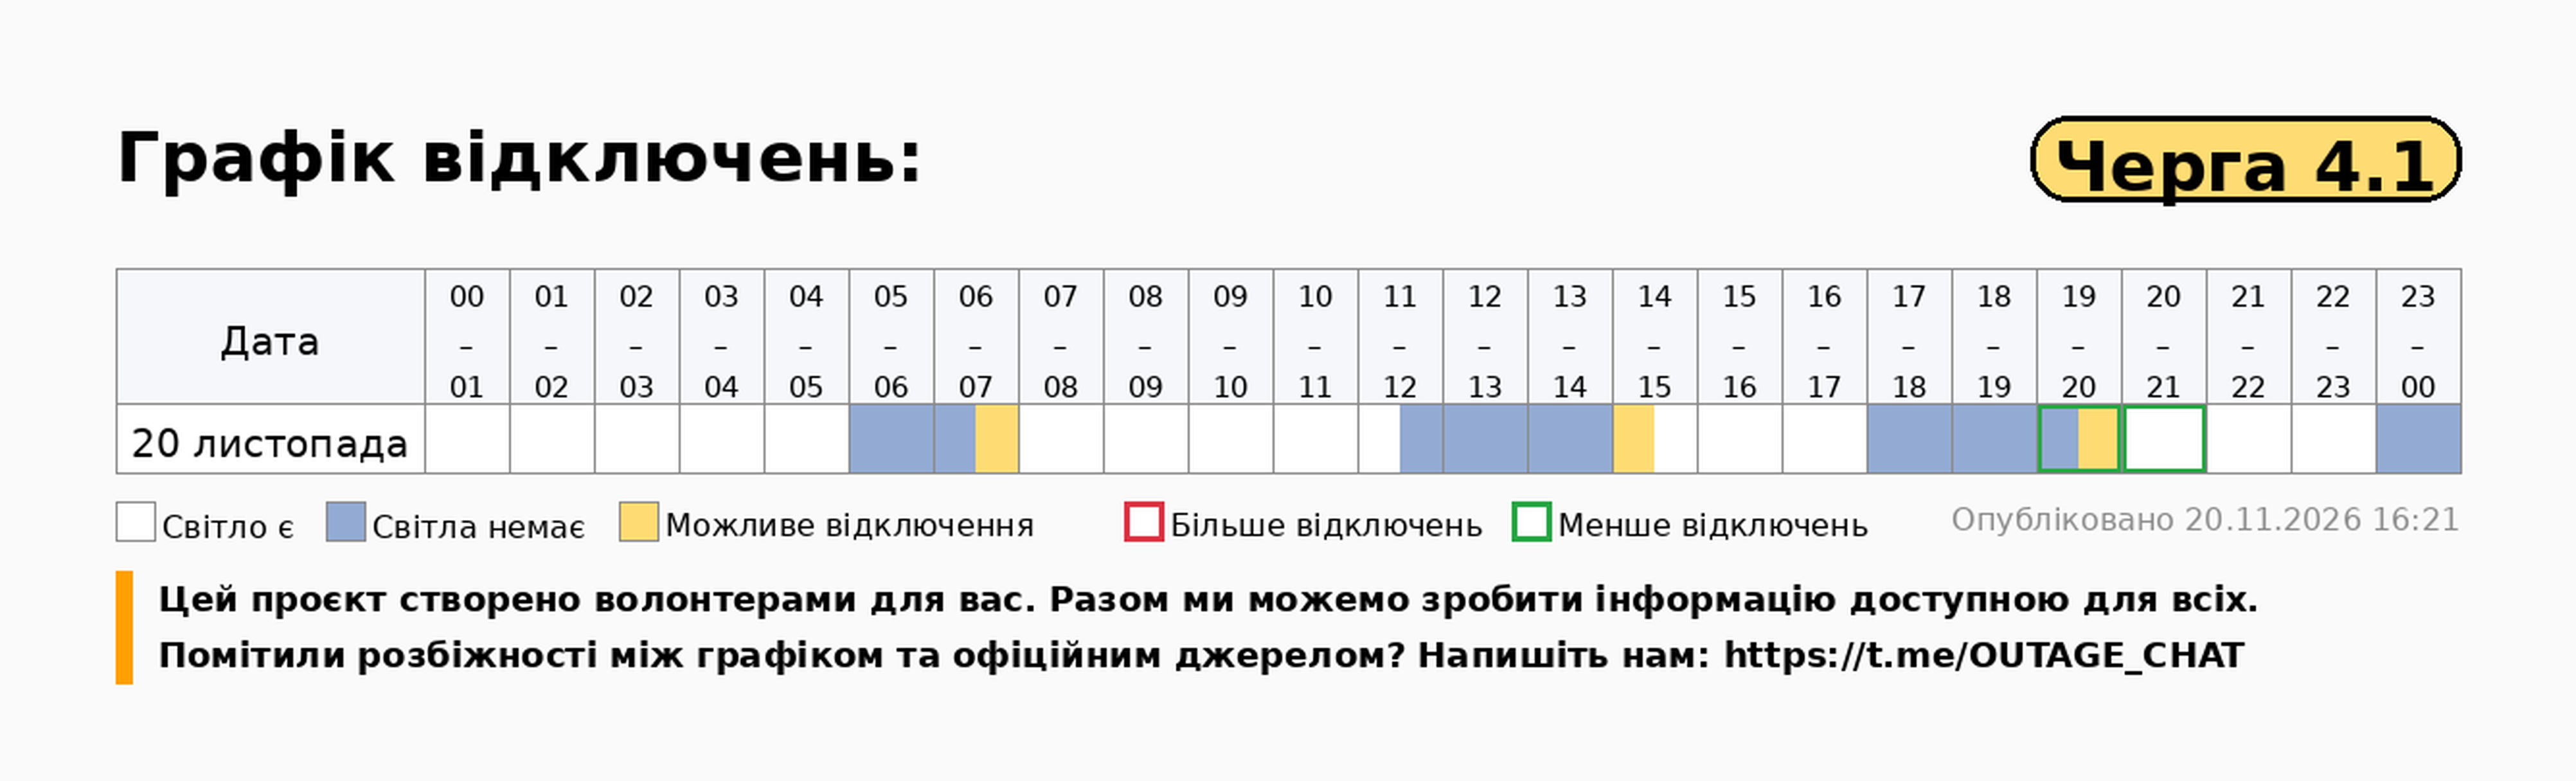 Графік відключень:
Черга 4.1
Дата
00 – 01
01 – 02
02 – 03
03 – 04
04 – 05
05 – 06
06 – 07
07 – 08
08 – 09
09 – 10
10 – 11
11 – 12
12 – 13
13 – 14
14 – 15
15 – 16
16 – 17
17 – 18
18 – 19
19 – 20
20 – 21
21 – 22
22 – 23
23 – 00
20 листопада
Світло є
Світла немає
Можливе відключення
Більше відключень
Менше відключень
Опубліковано 20.11.2026 16:21
Цей проєкт створено волонтерами для вас. Разом ми можемо зробити інформацію доступною для всіх.
Помітили розбіжності між графіком та офіційним джерелом? Напишіть нам: https://t.me/OUTAGE_CHAT